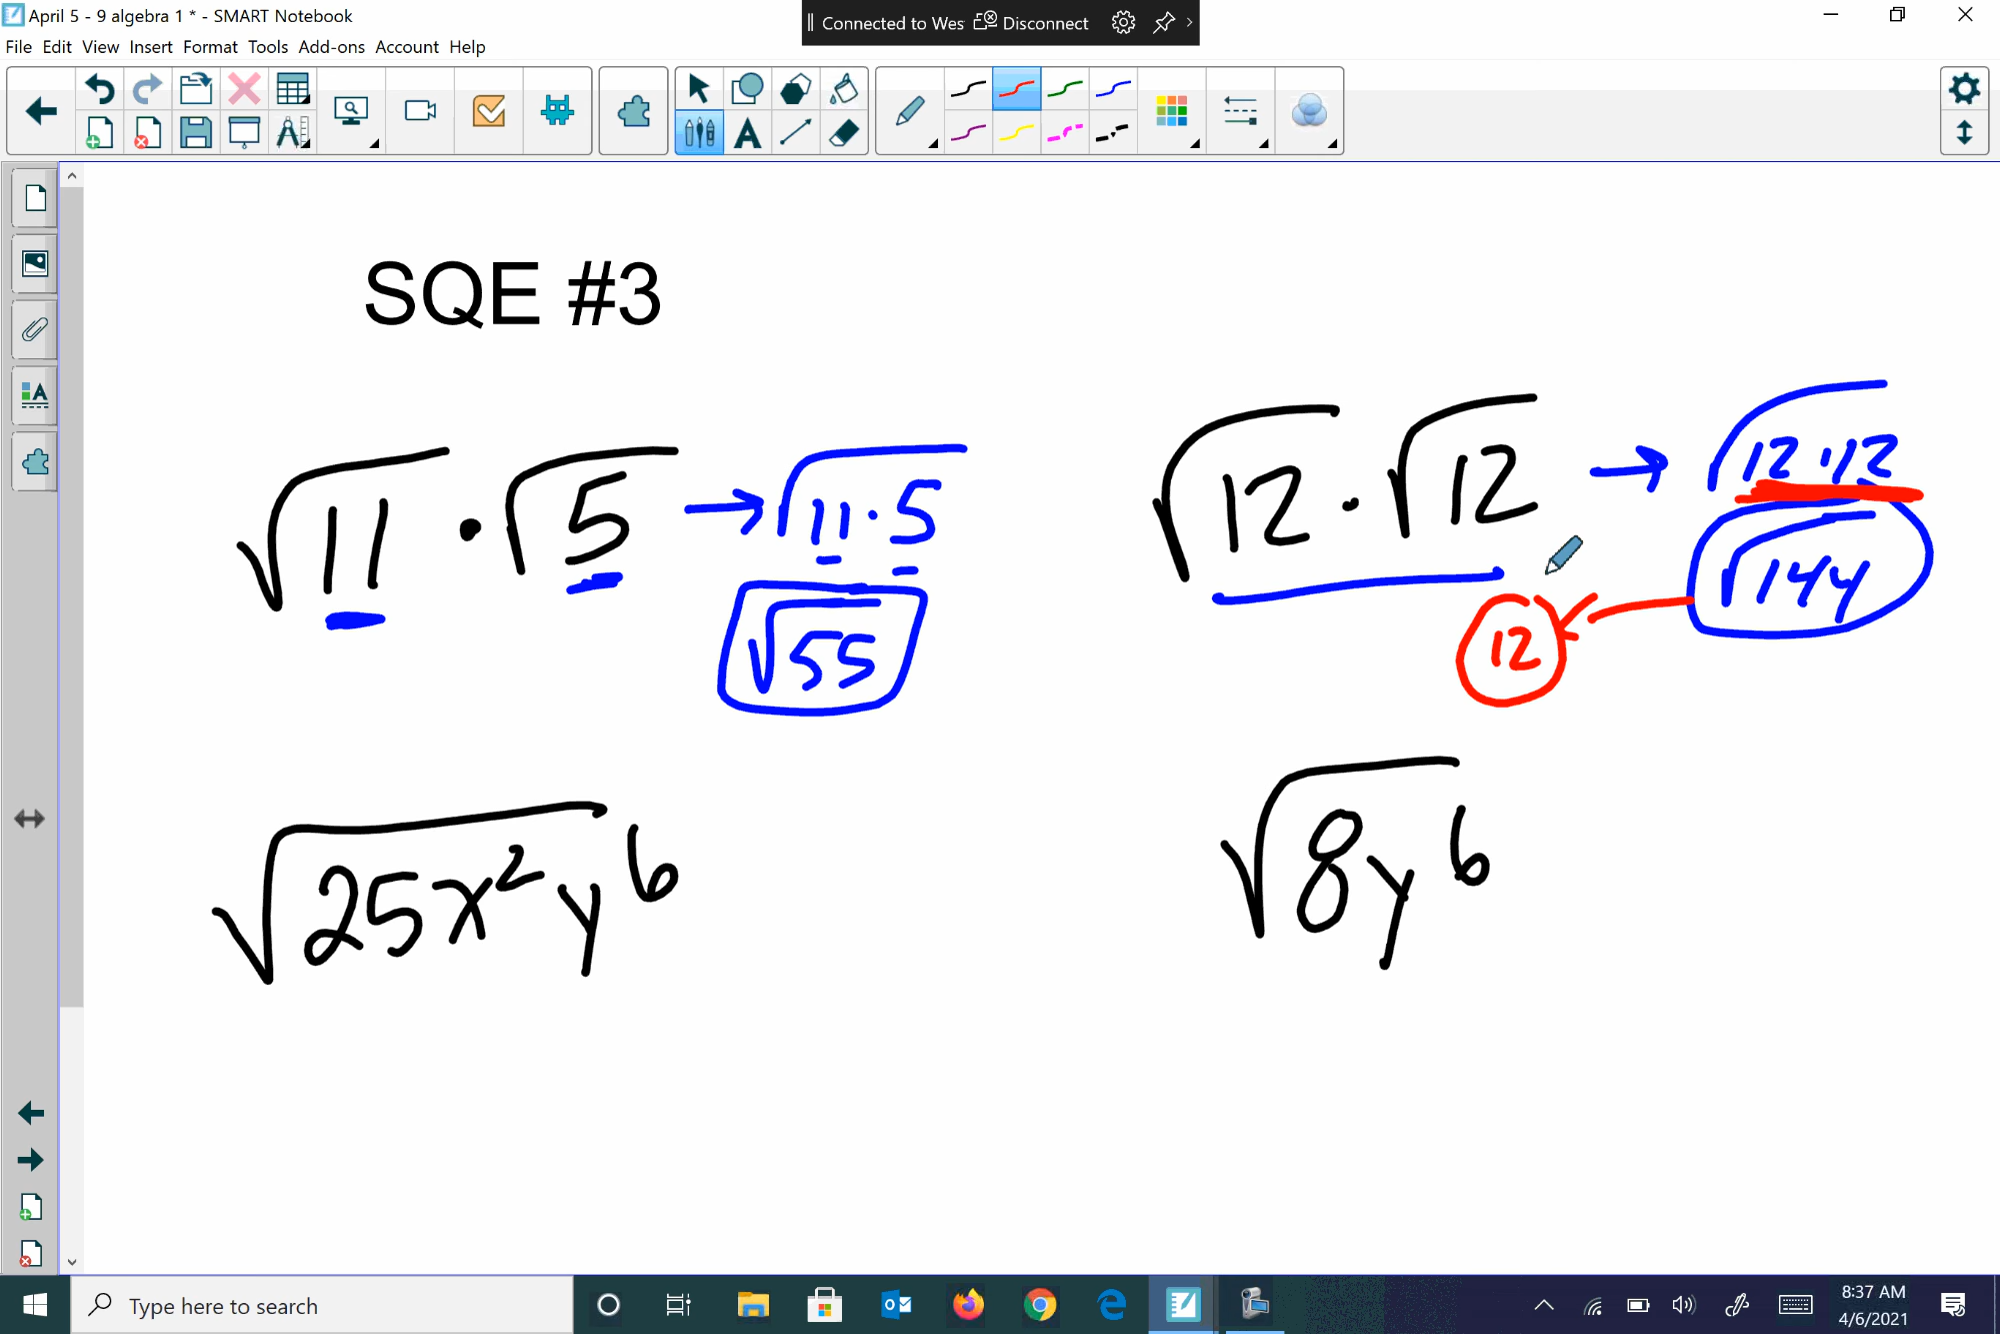 April 5 - 9 algebra 1 * - SMART Notebook
Connected to Wes Disconnect
File Edit View Insert Format Tools Add-ons Account Help
SQE #3
√11 · √5 → √11·5
√55
√12 · √12 → √12·12
√144
12
√25x²y⁶
√8y⁶
Type here to search
8:37 AM
4/6/2021